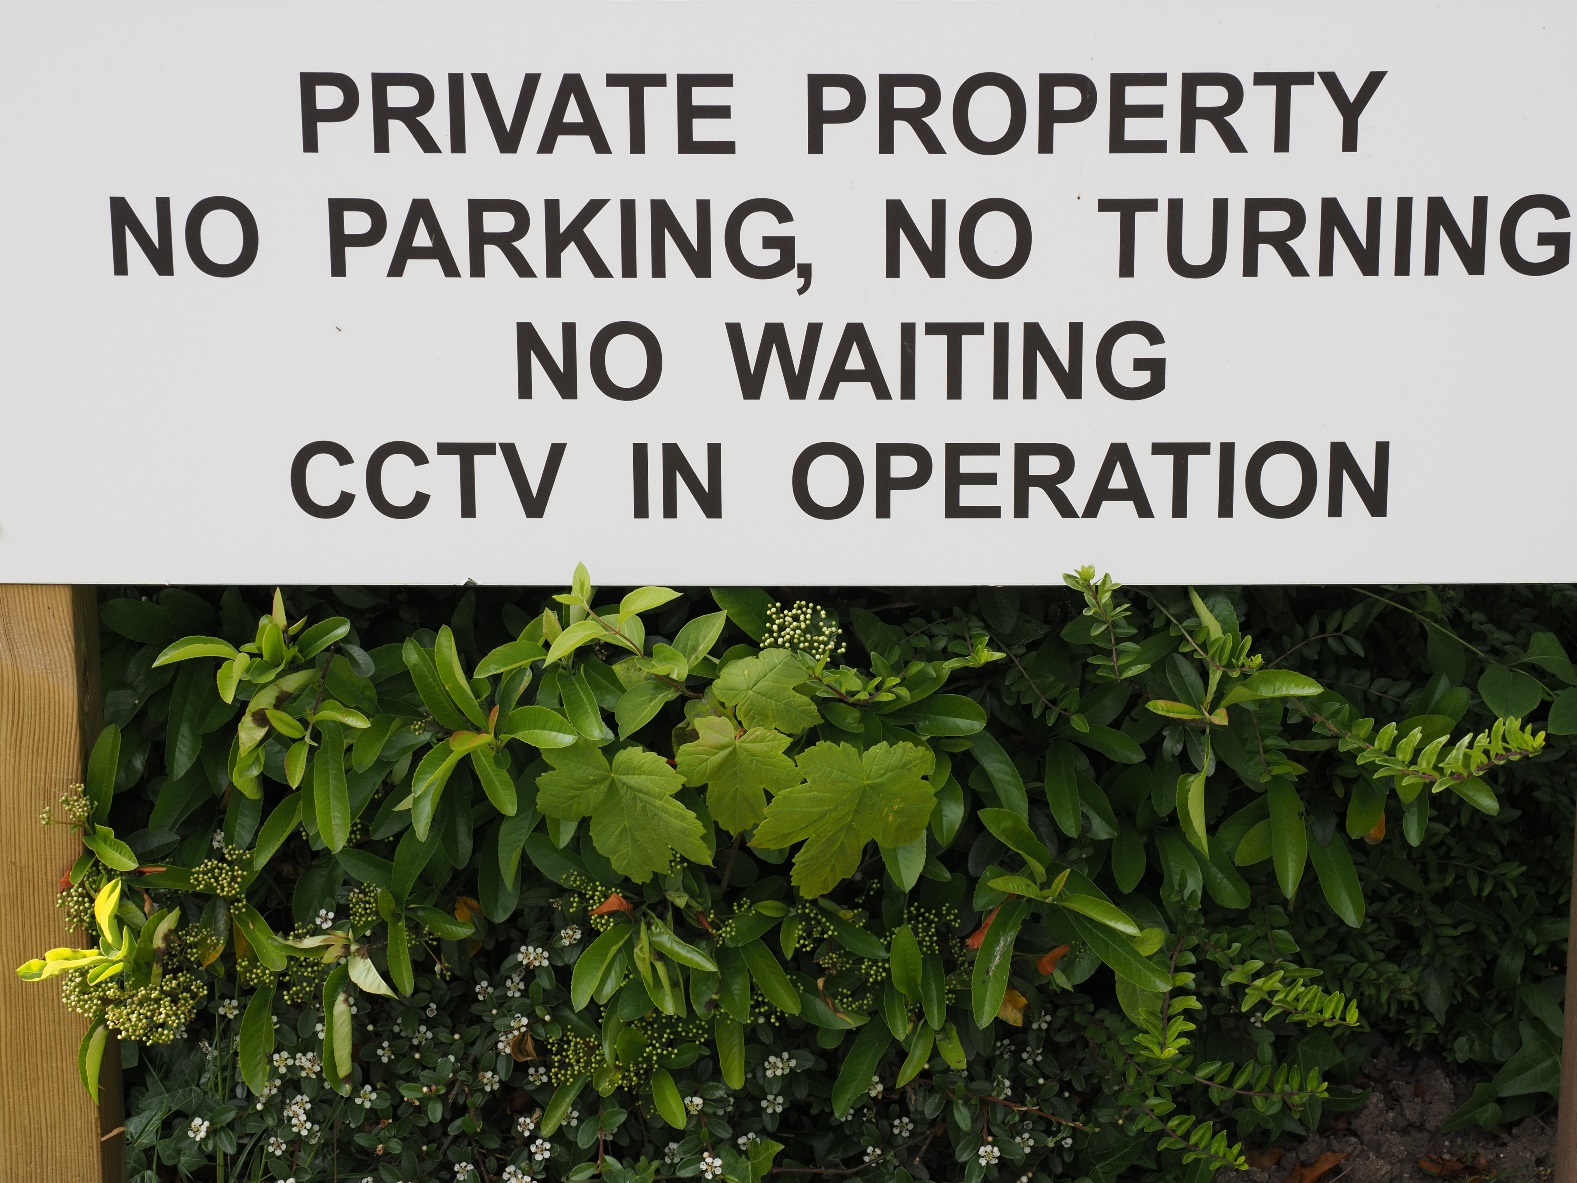 PRIVATE PROPERTY
NO PARKING, NO TURNING
NO WAITING
CCTV IN OPERATION